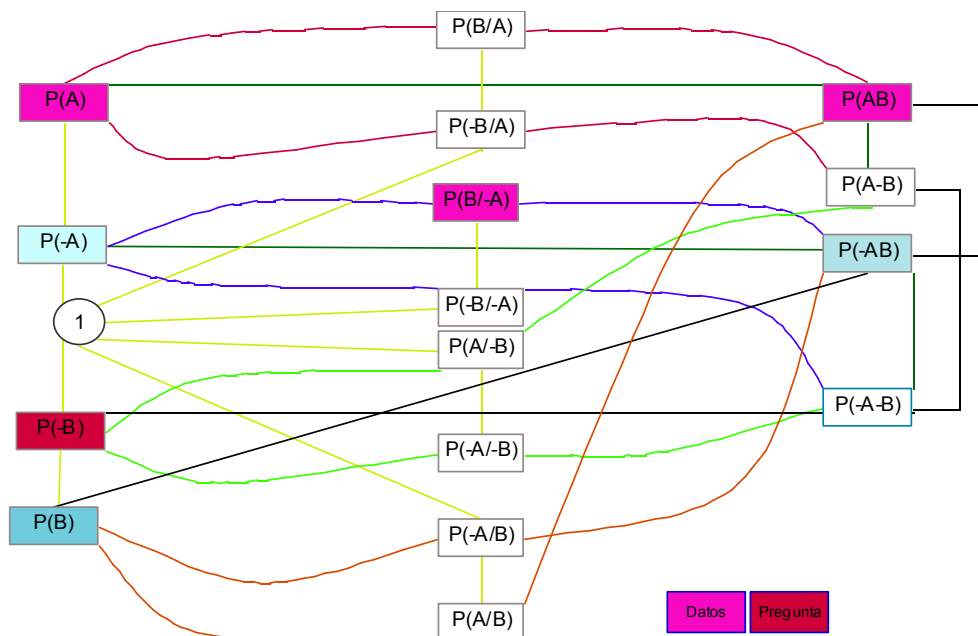 P(B/A)
P(A)
P(AB)
P(-B/A)
P(A-B)
P(B/-A)
P(-A)
P(-AB)
P(-B/-A)
1
P(A/-B)
P(-A-B)
P(-B)
P(-A/-B)
P(B)
P(-A/B)
P(A/B)
Datos
Pregunta